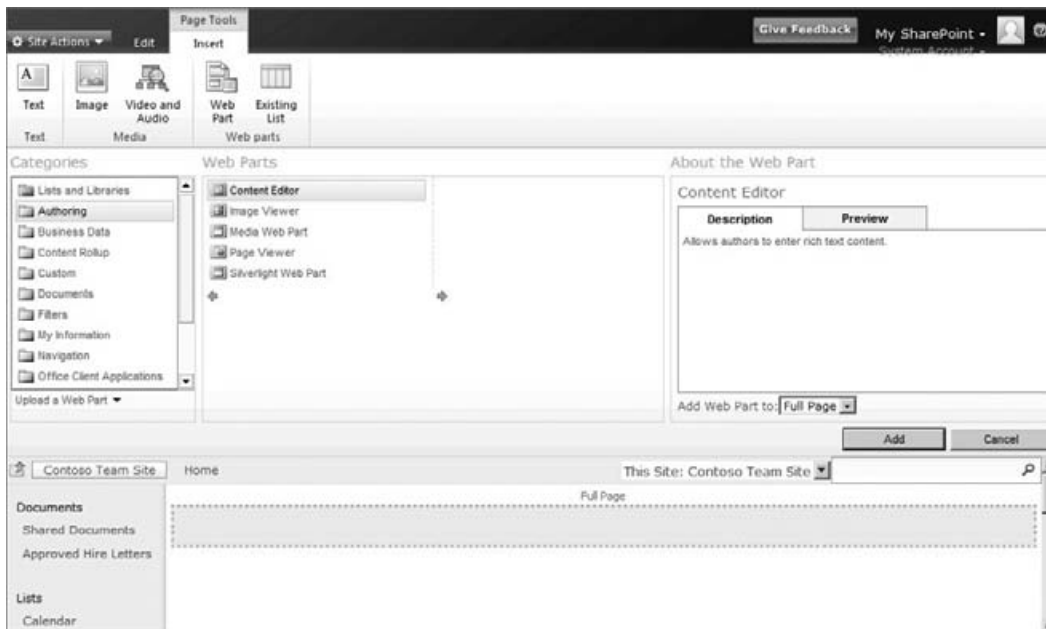 Page Tools
Site Actions Edit Insert
Give Feedback
My SharePoint
System Account
Text
Image
Video and
Audio
Web
Part
Existing
List
Text
Media
Web parts
Categories
Lists and Libraries
Authoring
Business Data
Content Rollup
Custom
Documents
Filters
My Information
Navigation
Office Client Applications
Upload a Web Part
Web Parts
Content Editor
Image Viewer
Media Web Part
Page Viewer
Silverlight Web Part
About the Web Part
Content Editor
Description Preview
Allows authors to enter rich text content.
Add Web Part to: Full Page
Add Cancel
Contoso Team Site Home
This Site: Contoso Team Site
Full Page
Documents
Shared Documents
Approved Hire Letters
Lists
Calendar